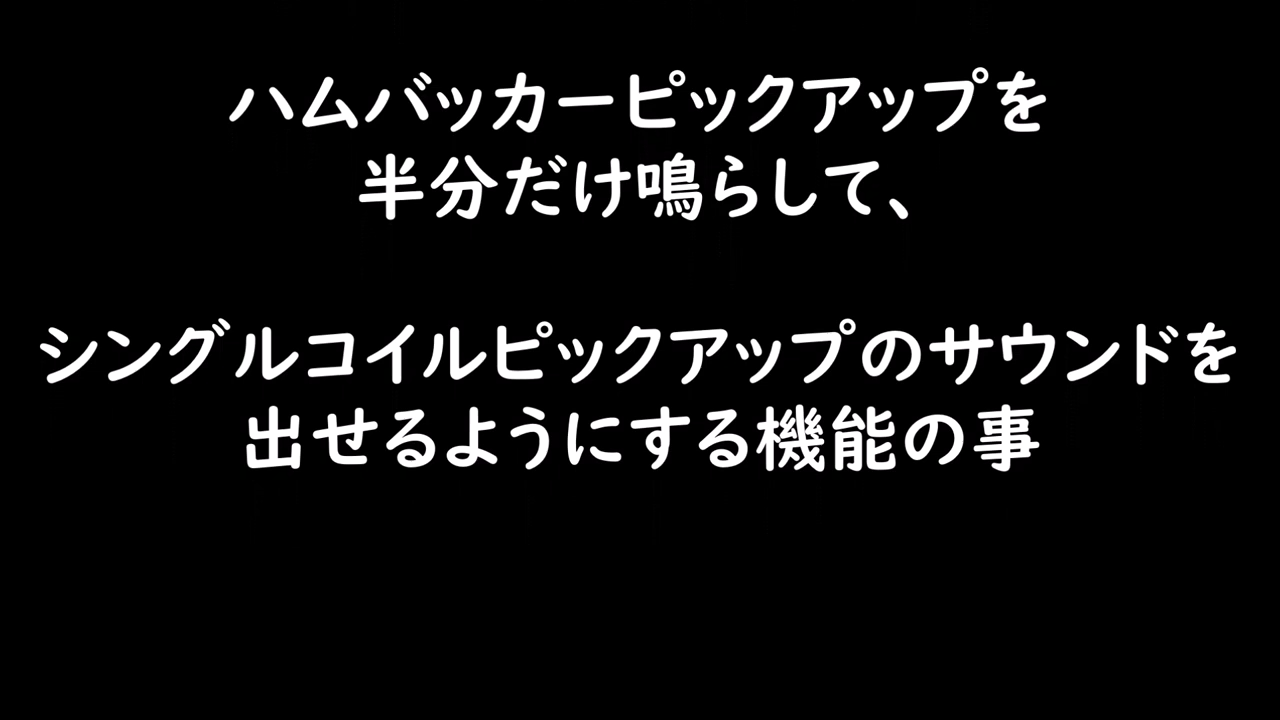 ハムバッカーピックアップを
半分だけ鳴らして、
シングルコイルピックアップのサウンドを
出せるようにする機能の事